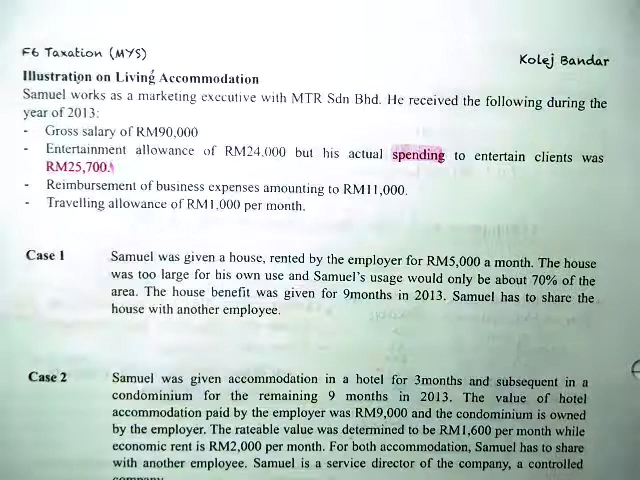 F6 Taxation (MYS)
Kolej Bandar
Illustration on Living Accommodation
Samuel works as a marketing executive with MTR Sdn Bhd. He received the following during the
year of 2013:
- Gross salary of RM90,000
- Entertainment allowance of RM24,000 but his actual spending to entertain clients was
RM25,700.
- Reimbursement of business expenses amounting to RM11,000.
- Travelling allowance of RM1,000 per month.
Case 1 Samuel was given a house, rented by the employer for RM5,000 a month. The house
was too large for his own use and Samuel's usage would only be about 70% of the
area. The house benefit was given for 9months in 2013. Samuel has to share the
house with another employee.
Case 2 Samuel was given accommodation in a hotel for 3months and subsequent in a
condominium for the remaining 9 months in 2013. The value of hotel
accommodation paid by the employer was RM9,000 and the condominium is owned
by the employer. The rateable value was determined to be RM1,600 per month while
economic rent is RM2,000 per month. For both accommodation, Samuel has to share
with another employee. Samuel is a service director of the company, a controlled
company.